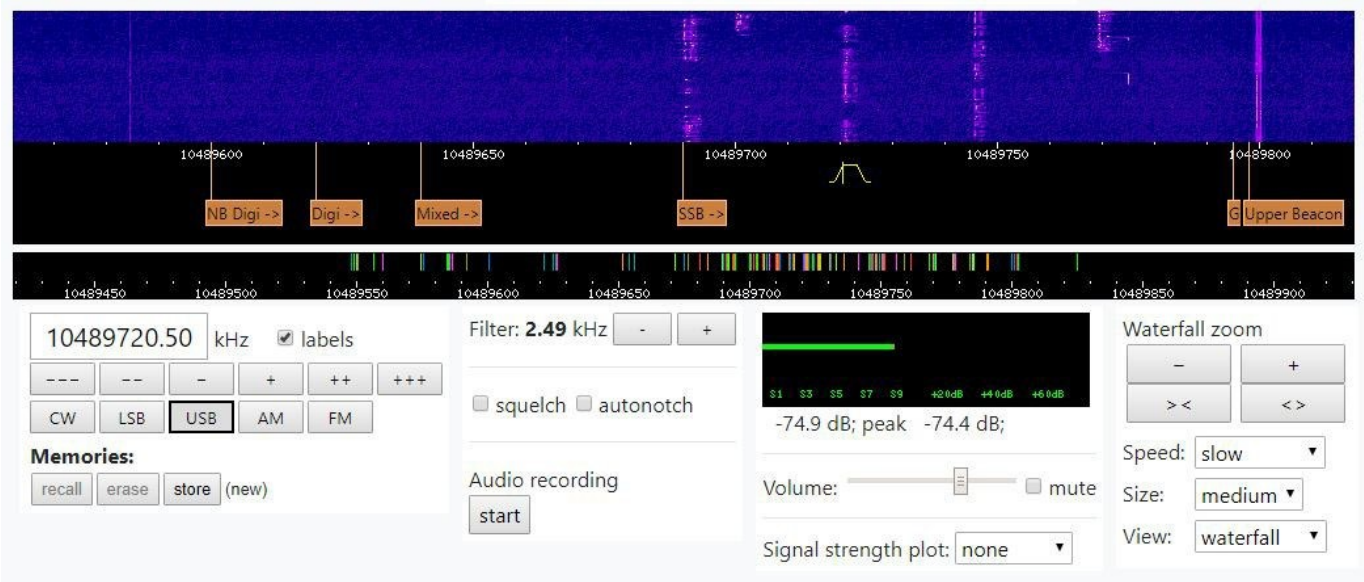 10489600 10489650 10489700 10489750 10489800
NB Digi -> Digi -> Mixed -> SSB -> G Upper Beacon
10489450 10489500 10489550 10489600 10489650 10489700 10489750 10489800 10489850 10489900
10489720.50 kHz labels
--- -- - + ++ +++
CW LSB USB AM FM
Memories:
recall erase store (new)
Filter: 2.49 kHz - +
squelch autonotch
Audio recording
start
S1 S3 S5 S7 S9 +20dB +40dB +60dB
-74.9 dB; peak -74.4 dB;
Volume: mute
Signal strength plot: none
Waterfall zoom
- +
> < < >
Speed: slow
Size: medium
View: waterfall